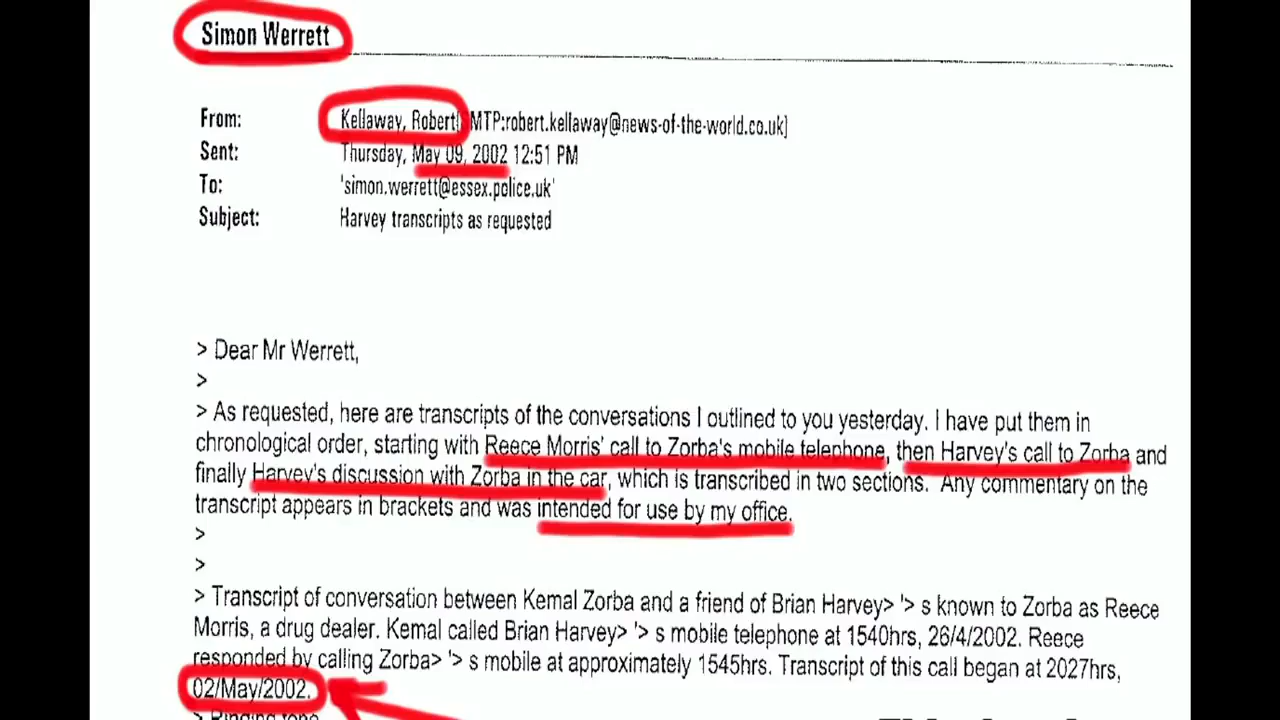 Simon Werrett
From: Kellaway, Robert MTP:robert.kellaway@news-of-the-world.co.uk]
Sent: Thursday, May 09, 2002 12:51 PM
To: 'simon.werrett@essex.police.uk'
Subject: Harvey transcripts as requested
> Dear Mr Werrett,
>
> As requested, here are transcripts of the conversations I outlined to you yesterday. I have put them in
chronological order, starting with Reece Morris' call to Zorba's mobile telephone, then Harvey's call to Zorba and
finally Harvey's discussion with Zorba in the car, which is transcribed in two sections. Any commentary on the
transcript appears in brackets and was intended for use by my office.
>
>
> Transcript of conversation between Kemal Zorba and a friend of Brian Harvey> '> s known to Zorba as Reece
Morris, a drug dealer. Kemal called Brian Harvey> '> s mobile telephone at 1540hrs, 26/4/2002. Reece
responded by calling Zorba> '> s mobile at approximately 1545hrs. Transcript of this call began at 2027hrs,
02/May/2002.
> Ringing tone